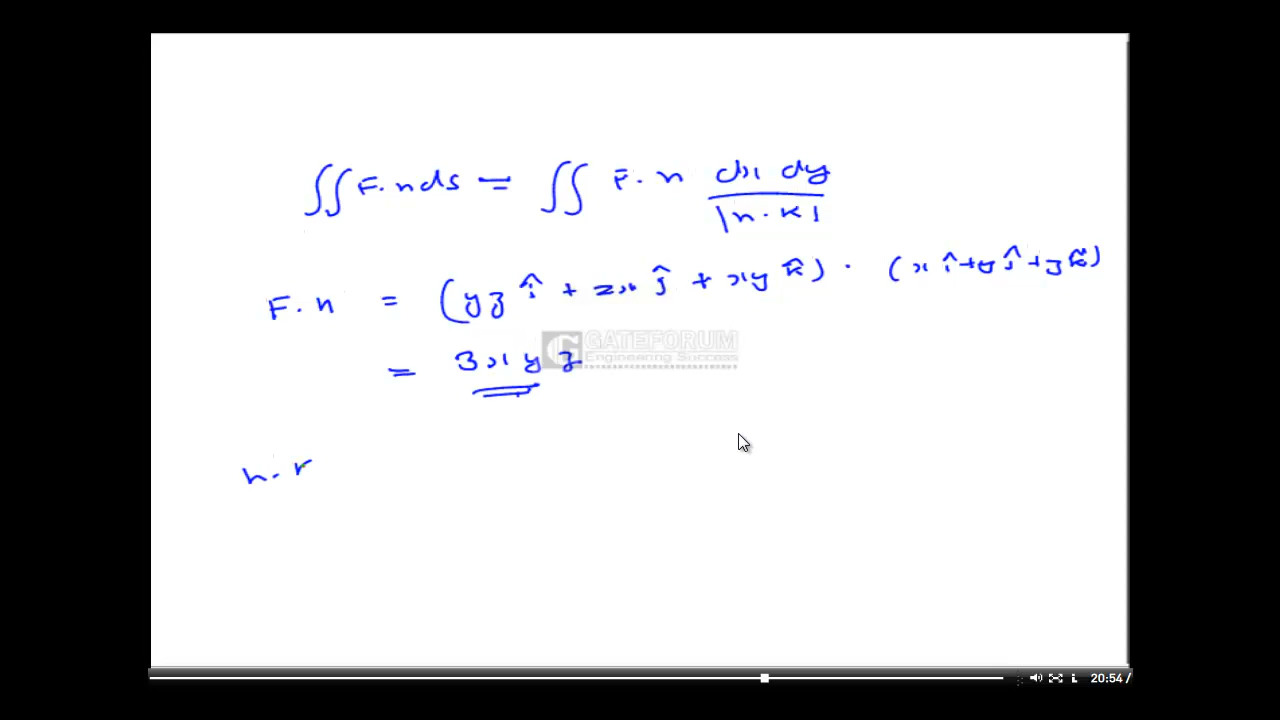 ∬ F.n ds = ∬ F̄.n dx dy / |n.k|
F.n = (yz î + zx ĵ + xy k̂) . (x î + y ĵ + z k̂)
= 3xyz
GATEFORUM
Engineering Success
n.
20:54 /